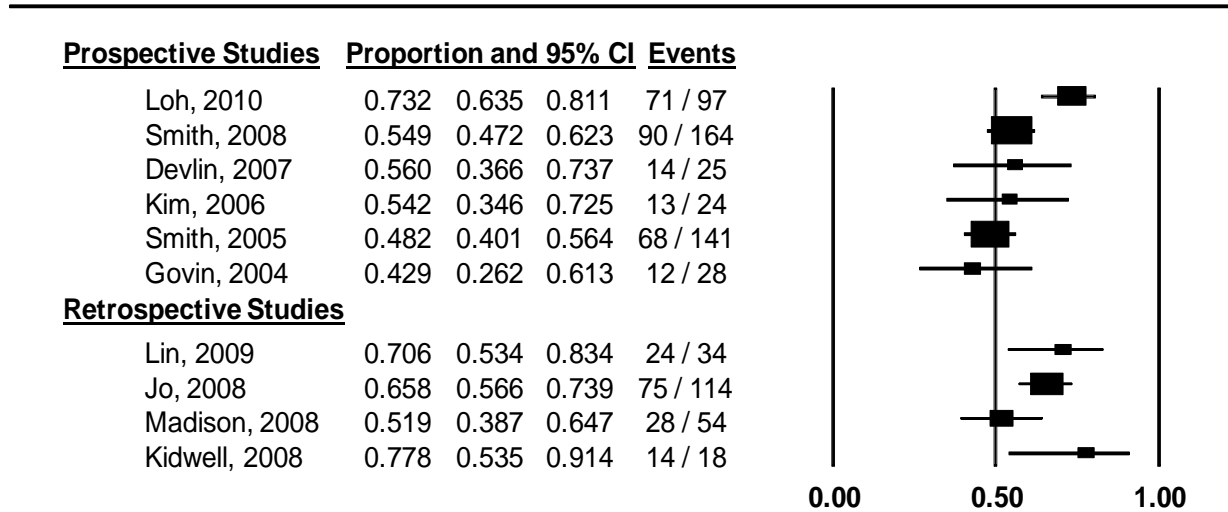 Prospective Studies Proportion and 95% CI Events
Loh, 2010 0.732 0.635 0.811 71 / 97
Smith, 2008 0.549 0.472 0.623 90 / 164
Devlin, 2007 0.560 0.366 0.737 14 / 25
Kim, 2006 0.542 0.346 0.725 13 / 24
Smith, 2005 0.482 0.401 0.564 68 / 141
Govin, 2004 0.429 0.262 0.613 12 / 28
Retrospective Studies
Lin, 2009 0.706 0.534 0.834 24 / 34
Jo, 2008 0.658 0.566 0.739 75 / 114
Madison, 2008 0.519 0.387 0.647 28 / 54
Kidwell, 2008 0.778 0.535 0.914 14 / 18
0.00 0.50 1.00